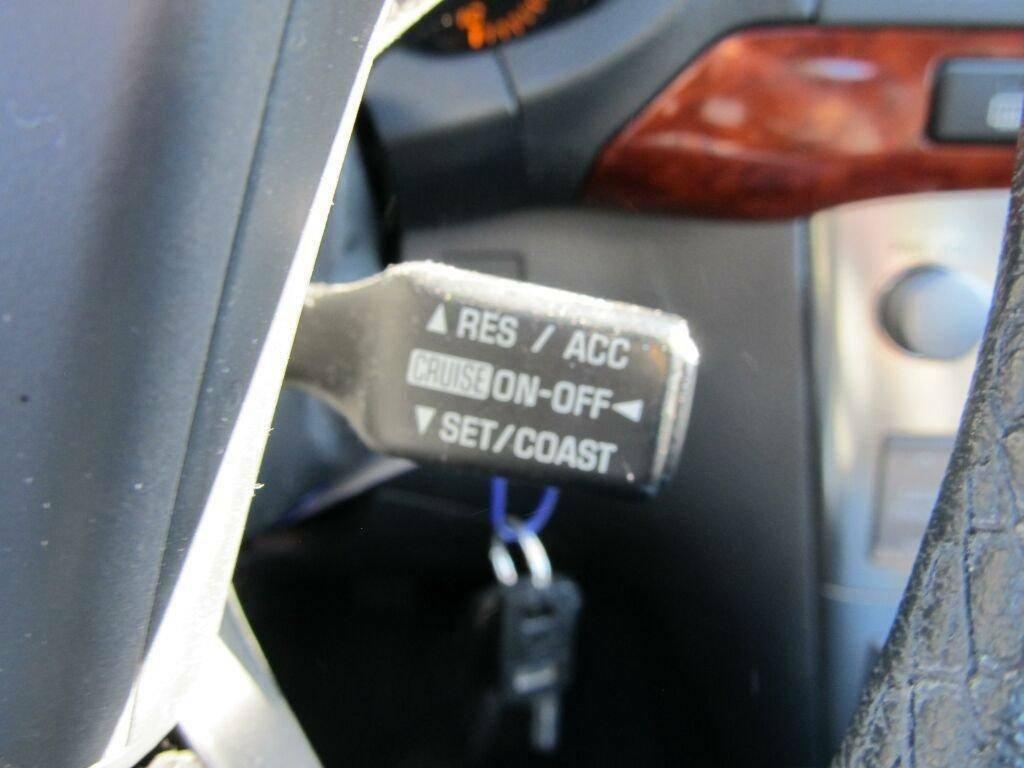 ▲ RES / ACC
CRUISE ON-OFF ◄
▼ SET/COAST